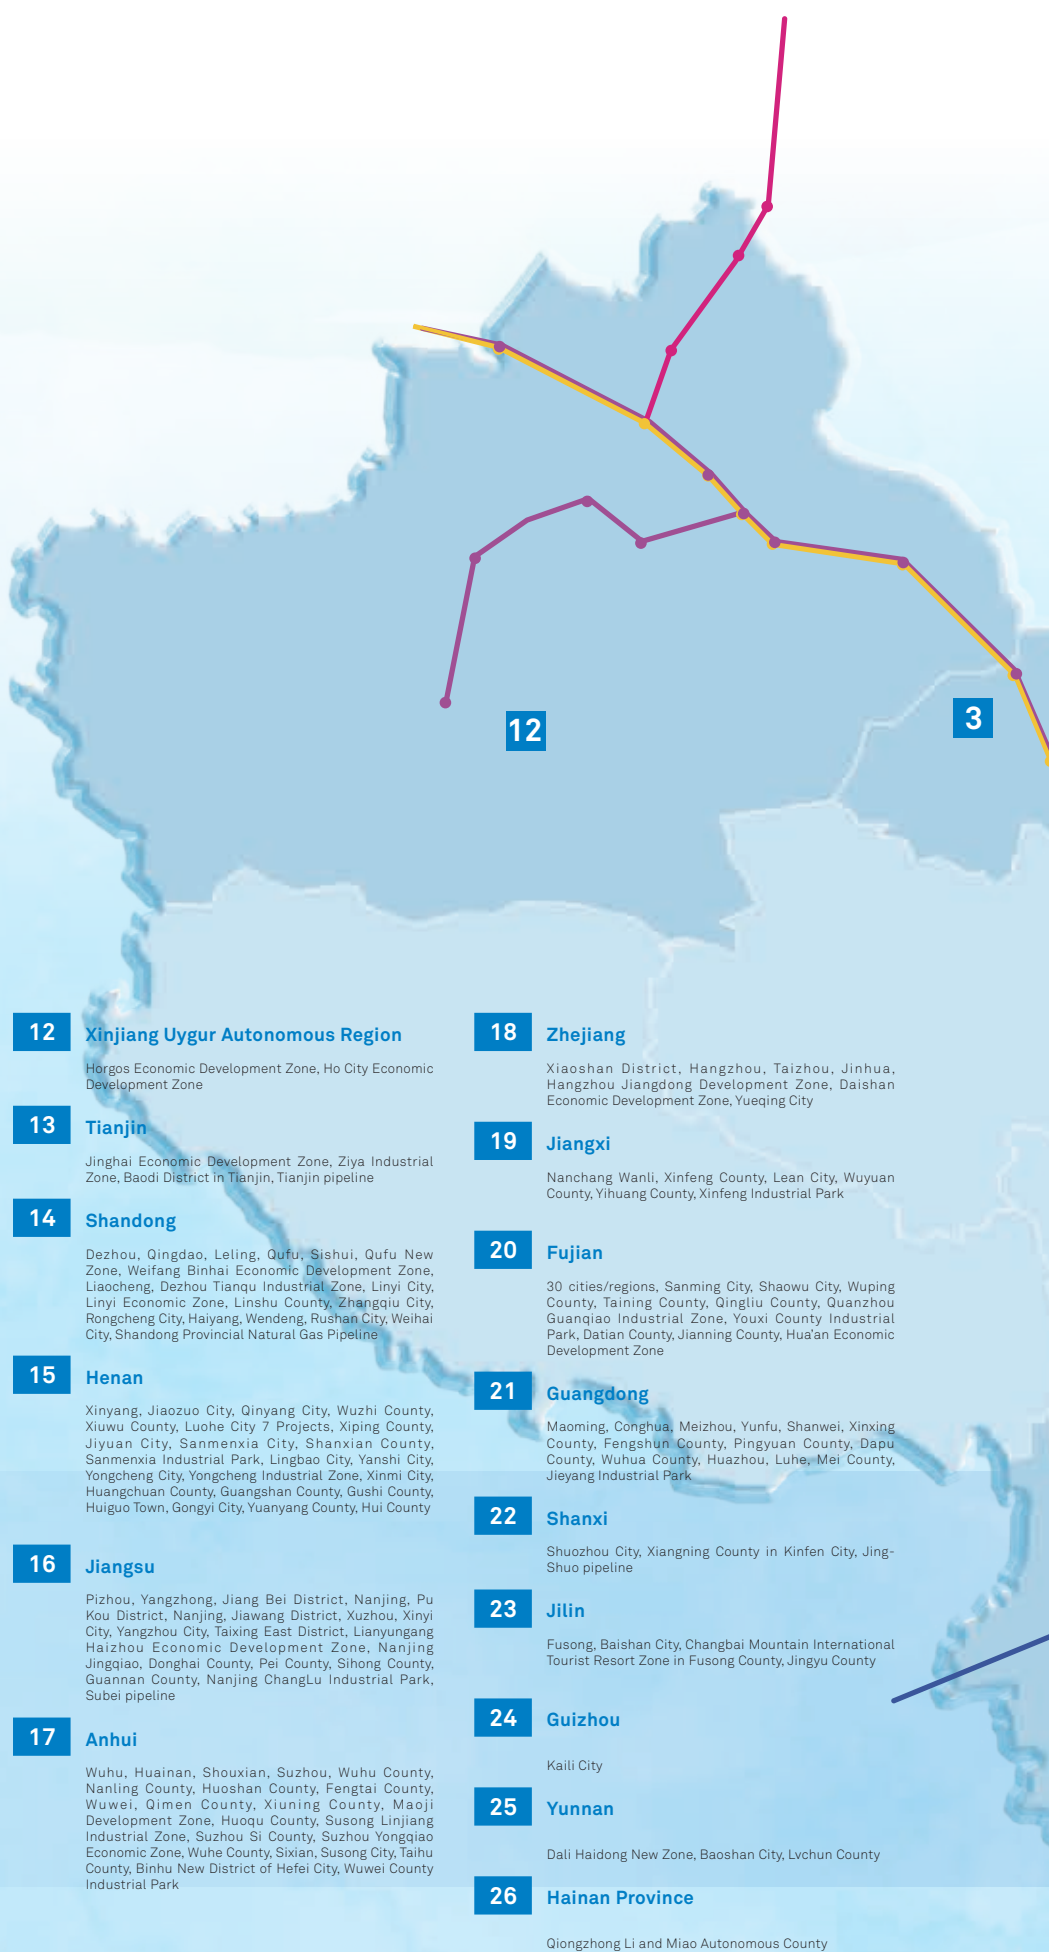 12
3
12
Xinjiang Uygur Autonomous Region
Horgos Economic Development Zone, Ho City Economic
Development Zone
13
Tianjin
Jinghai Economic Development Zone, Ziya Industrial
Zone, Baodi District in Tianjin, Tianjin pipeline
14
Shandong
Dezhou, Qingdao, Leling, Qufu, Sishui, Qufu New
Zone, Weifang Binhai Economic Development Zone,
Liaocheng, Dezhou Tianqu Industrial Zone, Linyi City,
Linyi Economic Zone, Linshu County, Zhangqiu City,
Rongcheng City, Haiyang, Wendeng, Rushan City, Weihai
City, Shandong Provincial Natural Gas Pipeline
15
Henan
Xinyang, Jiaozuo City, Qinyang City, Wuzhi County,
Xiuwu County, Luohe City 7 Projects, Xiping County,
Jiyuan City, Sanmenxia City, Shanxian County,
Sanmenxia Industrial Park, Lingbao City, Yanshi City,
Yongcheng City, Yongcheng Industrial Zone, Xinmi City,
Huangchuan County, Guangshan County, Gushi County,
Huiguo Town, Gongyi City, Yuanyang County, Hui County
16
Jiangsu
Pizhou, Yangzhong, Jiang Bei District, Nanjing, Pu
Kou District, Nanjing, Jiawang District, Xuzhou, Xinyi
City, Yangzhou City, Taixing East District, Lianyungang
Haizhou Economic Development Zone, Nanjing
Jingqiao, Donghai County, Pei County, Sihong County,
Guannan County, Nanjing ChangLu Industrial Park,
Subei pipeline
17
Anhui
Wuhu, Huainan, Shouxian, Suzhou, Wuhu County,
Nanling County, Huoshan County, Fengtai County,
Wuwei, Qimen County, Xiuning County, Maoji
Development Zone, Huoqu County, Susong Linjiang
Industrial Zone, Suzhou Si County, Suzhou Yongqiao
Economic Zone, Wuhe County, Sixian, Susong City, Taihu
County, Binhu New District of Hefei City, Wuwei County
Industrial Park
18
Zhejiang
Xiaoshan District, Hangzhou, Taizhou, Jinhua,
Hangzhou Jiangdong Development Zone, Daishan
Economic Development Zone, Yueqing City
19
Jiangxi
Nanchang Wanli, Xinfeng County, Lean City, Wuyuan
County, Yihuang County, Xinfeng Industrial Park
20
Fujian
30 cities/regions, Sanming City, Shaowu City, Wuping
County, Taining County, Qingliu County, Quanzhou
Guanqiao Industrial Zone, Youxi County Industrial
Park, Datian County, Jianning County, Hua'an Economic
Development Zone
21
Guangdong
Maoming, Conghua, Meizhou, Yunfu, Shanwei, Xinxing
County, Fengshun County, Pingyuan County, Dapu
County, Wuhua County, Huazhou, Luhe, Mei County,
Jieyang Industrial Park
22
Shanxi
Shuozhou City, Xiangning County in Kinfen City, Jing-
Shuo pipeline
23
Jilin
Fusong, Baishan City, Changbai Mountain International
Tourist Resort Zone in Fusong County, Jingyu County
24
Guizhou
Kaili City
25
Yunnan
Dali Haidong New Zone, Baoshan City, Lvchun County
26
Hainan Province
Qiongzhong Li and Miao Autonomous County